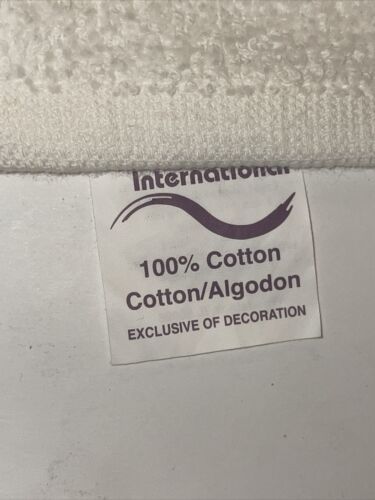 International
100% Cotton
Cotton/Algodon
EXCLUSIVE OF DECORATION